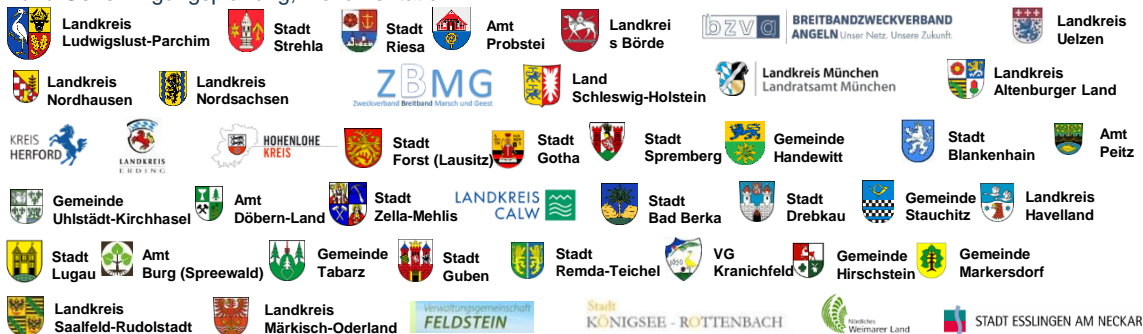 Landkreis
Ludwigslust-Parchim
Stadt
Strehla
Stadt
Riesa
Amt
Probstei
Landkrei
s Börde
bzva
BREITBANDZWECKVERBAND
ANGELN Unser Netz. Unsere Zukunft.
Landkreis
Uelzen
Landkreis
Nordhausen
Landkreis
Nordsachsen
ZBMG
Zweckverband Breitband Marsch und Geest
Land
Schleswig-Holstein
Landkreis München
Landratsamt München
Landkreis
Altenburger Land
KREIS
HERFORD
LANDKREIS
ERDING
HOHENLOHE
KREIS
Stadt
Forst (Lausitz)
Stadt
Gotha
Stadt
Spremberg
Gemeinde
Handewitt
Stadt
Blankenhain
Amt
Peitz
Gemeinde
Uhlstädt-Kirchhasel
Amt
Döbern-Land
Stadt
Zella-Mehlis
LANDKREIS
CALW
Stadt
Bad Berka
Stadt
Drebkau
Gemeinde
Stauchitz
Landkreis
Havelland
Stadt
Lugau
Amt
Burg (Spreewald)
Gemeinde
Tabarz
Stadt
Guben
Stadt
Remda-Teichel
VG
Kranichfeld
Gemeinde
Hirschstein
Gemeinde
Markersdorf
Landkreis
Saalfeld-Rudolstadt
Landkreis
Märkisch-Oderland
Verwaltungsgemeinschaft
FELDSTEIN
Stadt
KÖNIGSEE - ROTTENBACH
Nördliches
Weimarer Land
STADT ESSLINGEN AM NECKAR